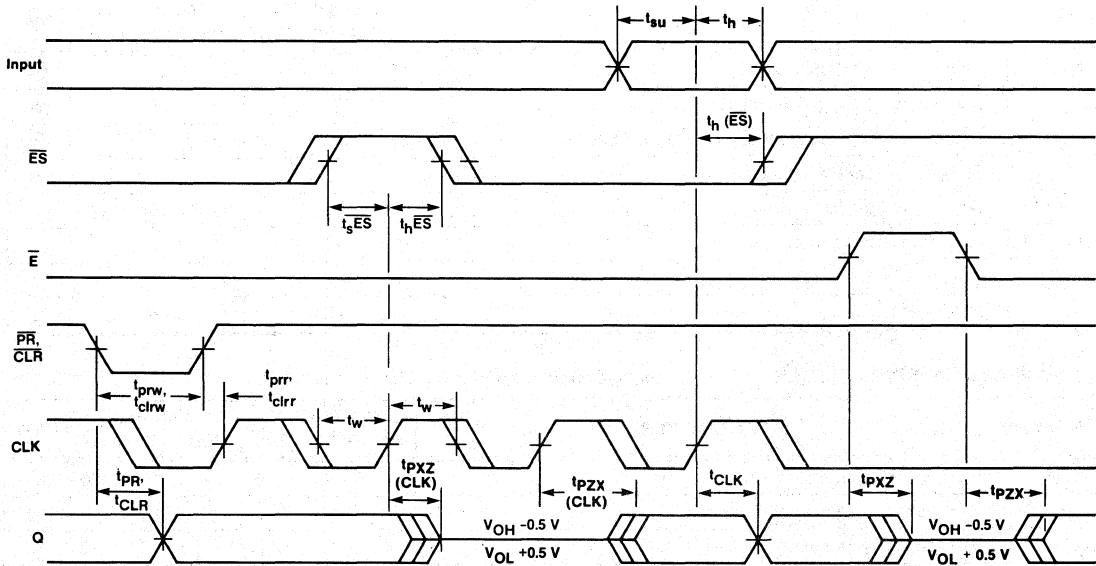 tsu th
Input
th (ES)
ES
tsES thES
E
PR,
CLR
tprw,
tclrw
tprr,
tclrr
tw tw
CLK
tPR,
tCLR
tPXZ
(CLK)
tPZX
(CLK)
tCLK
tPXZ
tPZX
Q
VOH -0.5 V
VOL +0.5 V
VOH -0.5 V
VOL + 0.5 V